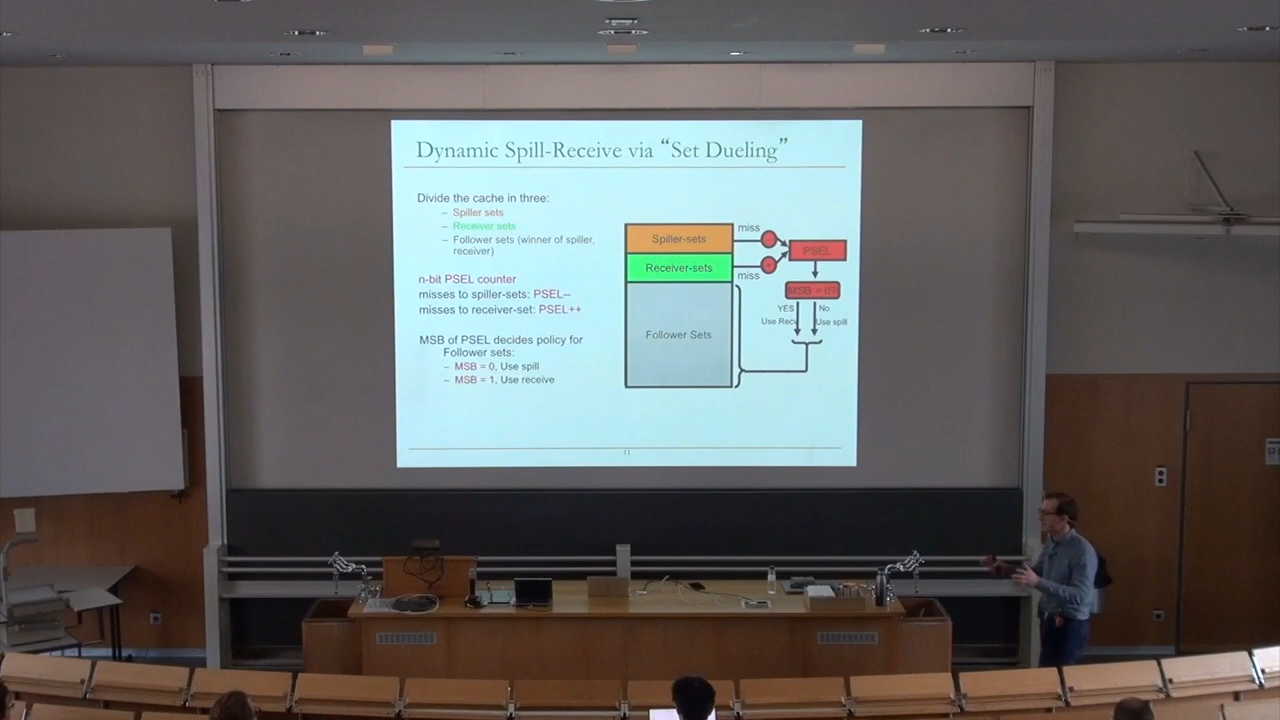 Dynamic Spill-Receive via “Set Dueling”
Divide the cache in three:
– Spiller sets
– Receiver sets
– Follower sets (winner of spiller,
receiver)
n-bit PSEL counter
misses to spiller-sets: PSEL--
misses to receiver-set: PSEL++
MSB of PSEL decides policy for
Follower sets:
– MSB = 0, Use spill
– MSB = 1, Use receive
Spiller-sets
Receiver-sets
Follower Sets
miss
miss
PSEL
MSB = 0?
YES
No
Use Recv
Use spill
11